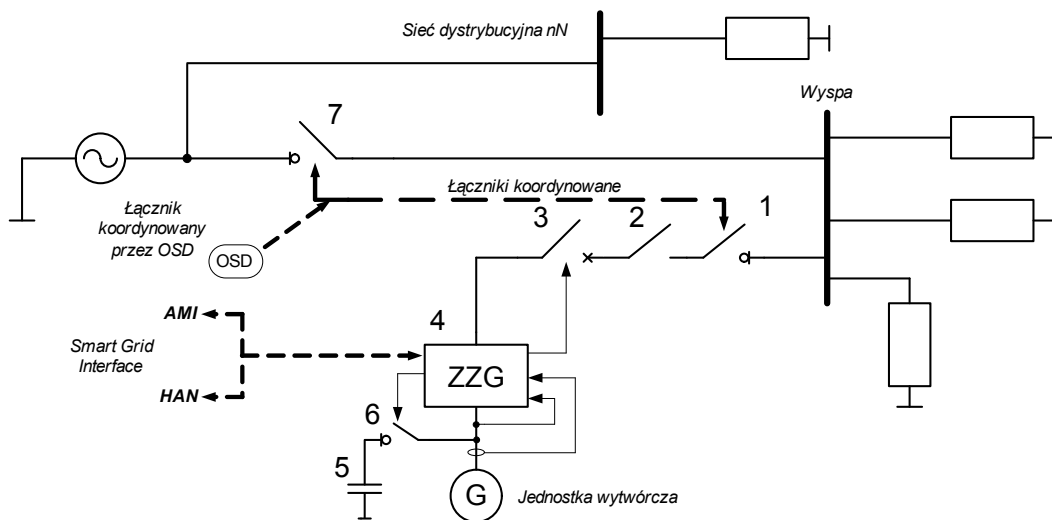 Sieć dystrybucyjna nN
Wyspa
7
Łączniki koordynowane
Łącznik
koordynowany
przez OSD
OSD
3
2
1
AMI
Smart Grid
Interface
HAN
4
ZZG
6
5
G
Jednostka wytwórcza